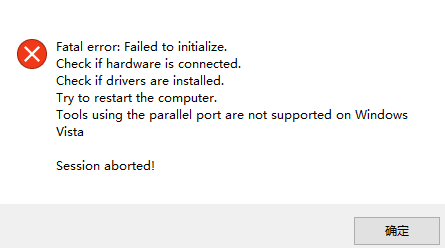 Fatal error: Failed to initialize.
Check if hardware is connected.
Check if drivers are installed.
Try to restart the computer.
Tools using the parallel port are not supported on Windows
Vista
Session aborted!
确定